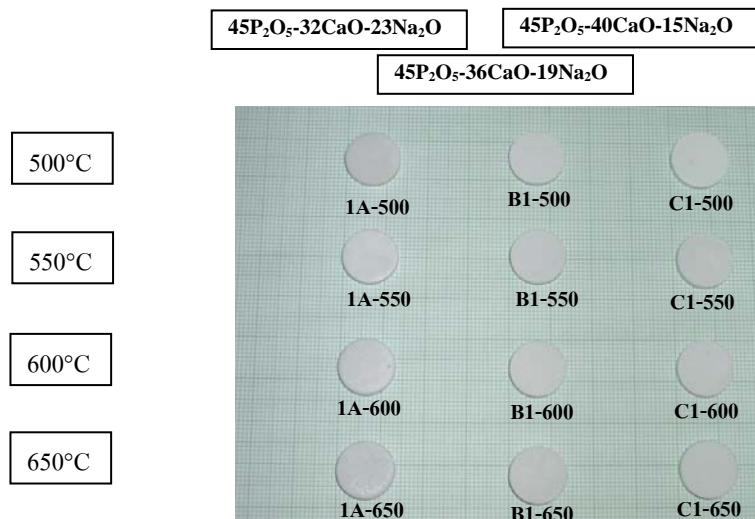 45P₂O₅-32CaO-23Na₂O
45P₂O₅-40CaO-15Na₂O
45P₂O₅-36CaO-19Na₂O
500°C
1A-500
B1-500
C1-500
550°C
1A-550
B1-550
C1-550
600°C
1A-600
B1-600
C1-600
650°C
1A-650
B1-650
C1-650